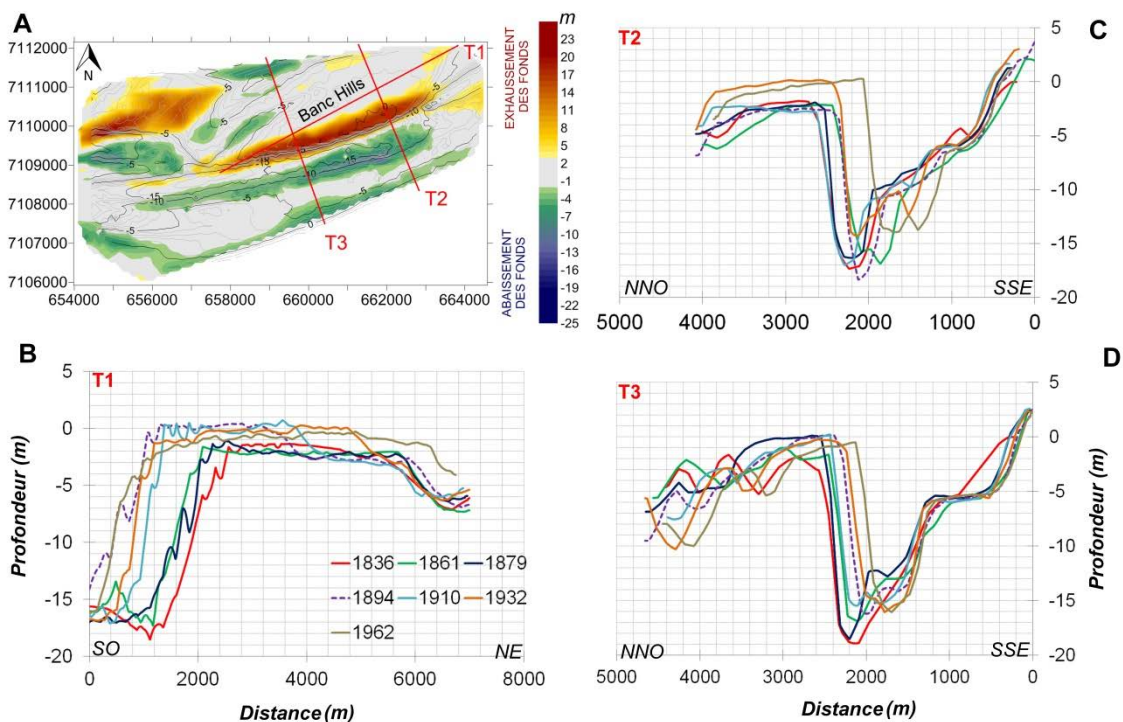 A
7112000
7111000
7110000
7109000
7108000
7107000
7106000
654000 656000 658000 660000 662000 664000
N
Banc Hills
T1
T2
T3
m
23
20
17
14
11
8
5
2
-1
-4
-7
-10
-13
-16
-19
-22
-25
EXHAUSSEMENT
DES FONDS
ABAISSEMENT
DES FONDS
C
T2
5
0
-5
-10
-15
-20
NNO
SSE
5000 4000 3000 2000 1000 0
B
T1
5
0
-5
-10
-15
-20
Profondeur (m)
1836 1861 1879
1894 1910 1932
1962
SO
NE
0 2000 4000 6000 8000
Distance (m)
D
T3
5
0
-5
-10
-15
-20
Profondeur (m)
NNO
SSE
5000 4000 3000 2000 1000 0
Distance (m)